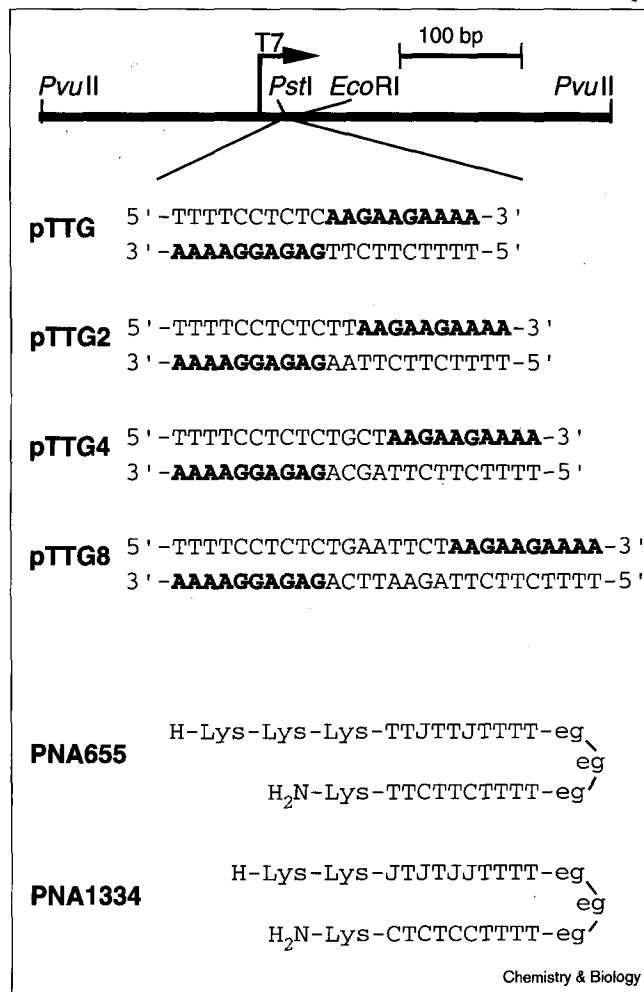 T7
100 bp
PvuII
PstI
EcoRI
PvuII
pTTG
5'-TTTTCCTCTCAAGAAGAAAA-3'
3'-AAAAGGAGAGTTCTTCTTTT-5'
pTTG2
5'-TTTTCCTCTCTTAAGAAGAAAA-3'
3'-AAAAGGAGAGAATTCTTCTTTT-5'
pTTG4
5'-TTTTCCTCTCTGCTAAGAAGAAAA-3'
3'-AAAAGGAGAGACGATTCTTCTTTT-5'
pTTG8
5'-TTTTCCTCTCTGAATTCTAAGAAGAAAA-3'
3'-AAAAGGAGAGACTTAAGATTCTTCTTTT-5'
PNA655
H-Lys-Lys-Lys-TTJTTJTTTT-eg
eg
H2N-Lys-TTCTTCTTTT-eg
PNA1334
H-Lys-Lys-JTJTJJTTTT-eg
eg
H2N-Lys-CTCTCCTTTT-eg
Chemistry & Biology